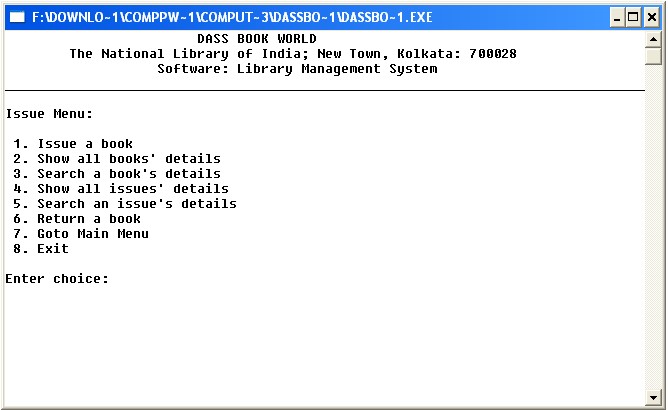 F:\DOWNLO~1\COMPPW~1\COMPUT~3\DASSBO~1\DASSBO~1.EXE
DASS BOOK WORLD
The National Library of India; New Town, Kolkata: 700028
Software: Library Management System
Issue Menu:
1. Issue a book
2. Show all books' details
3. Search a book's details
4. Show all issues' details
5. Search an issue's details
6. Return a book
7. Goto Main Menu
8. Exit
Enter choice: